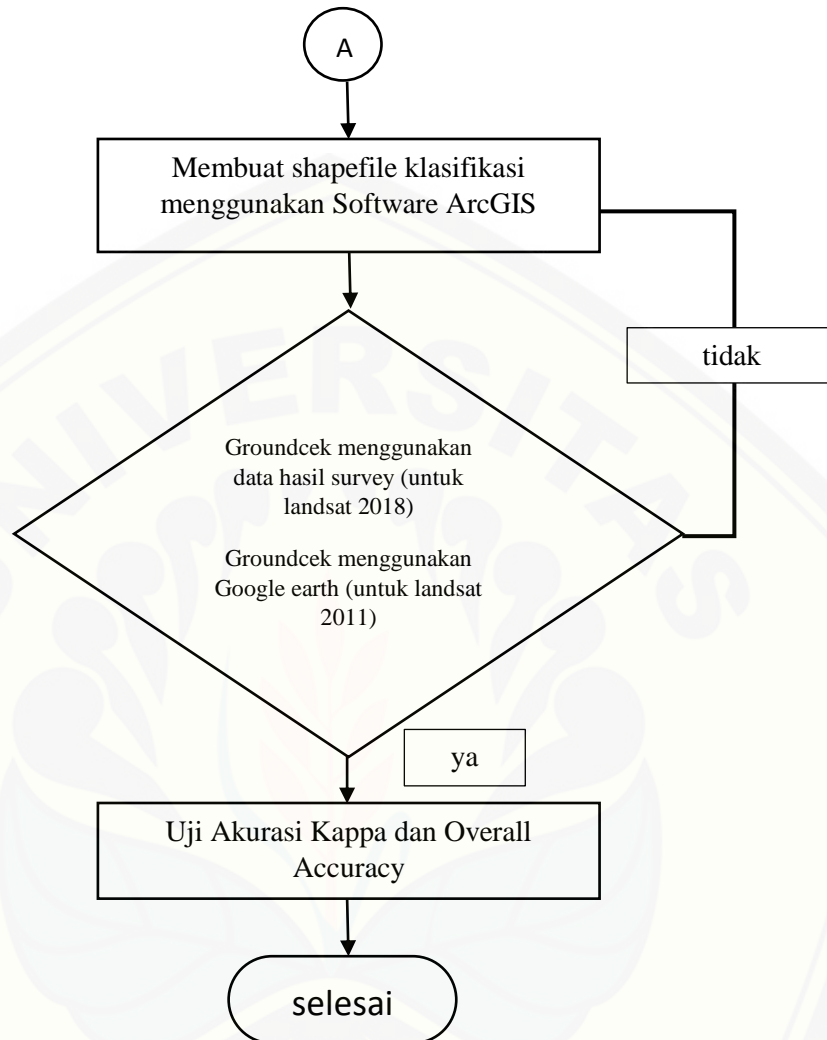 A
Membuat shapefile klasifikasi
menggunakan Software ArcGIS
tidak
Groundcek menggunakan
data hasil survey (untuk
landsat 2018)
Groundcek menggunakan
Google earth (untuk landsat
2011)
ya
Uji Akurasi Kappa dan Overall
Accuracy
selesai
UNIVERSITAS